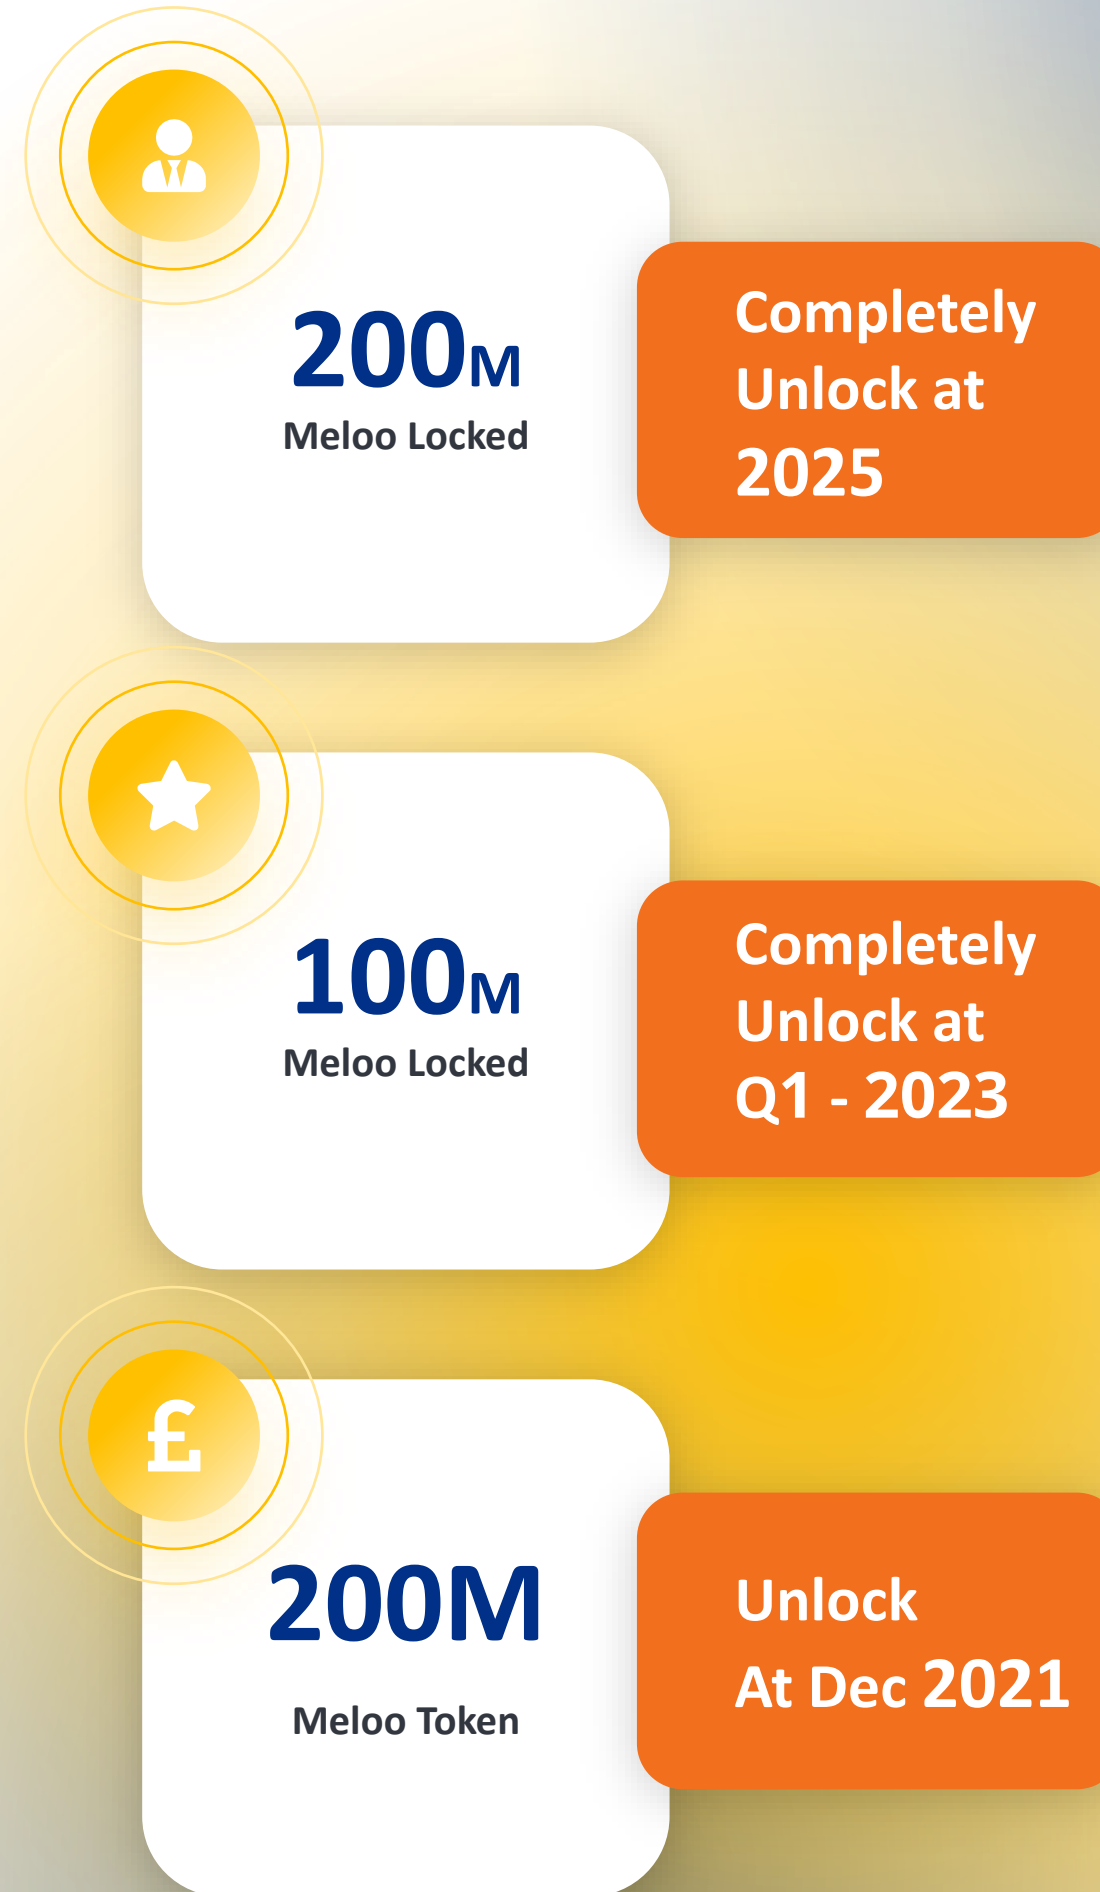 200M
Meloo Locked
Completely
Unlock at
2025
100M
Meloo Locked
Completely
Unlock at
Q1 - 2023
£
200M
Meloo Token
Unlock
At Dec 2021